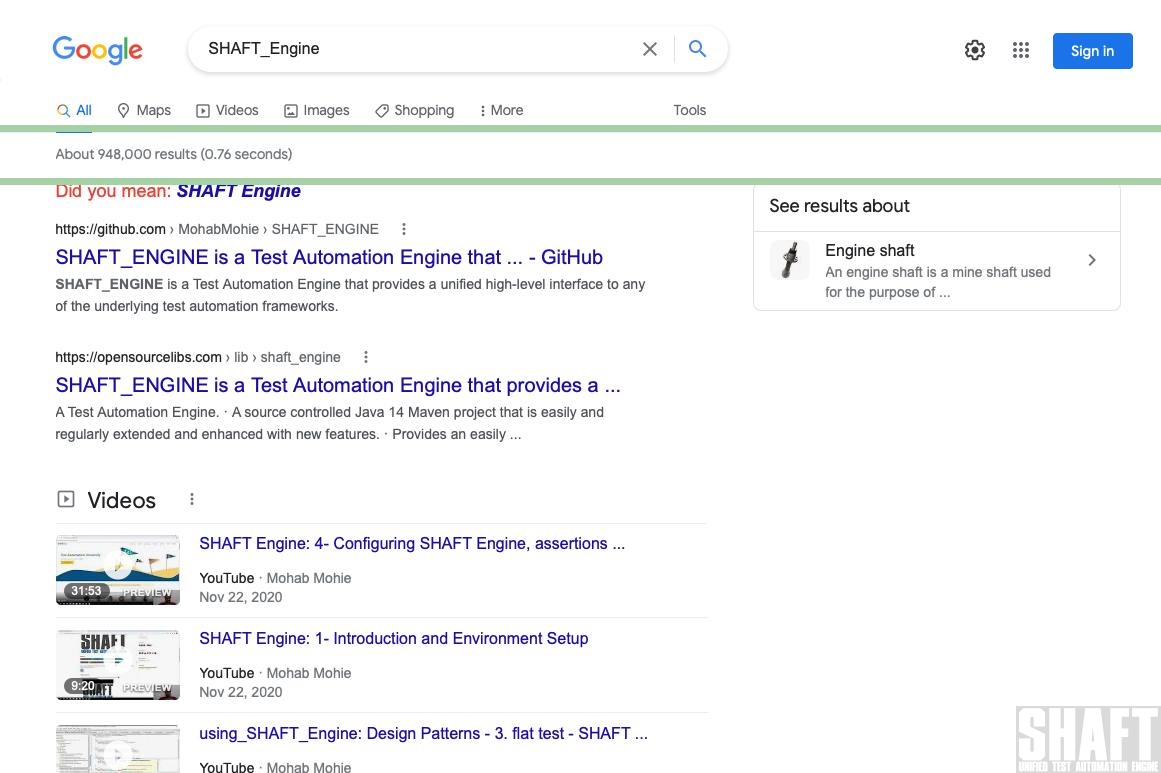 Google
SHAFT_Engine
Sign in
All
Maps
Videos
Images
Shopping
More
Tools
About 948,000 results (0.76 seconds)
Did you mean: SHAFT Engine
https://github.com › MohabMohie › SHAFT_ENGINE
SHAFT_ENGINE is a Test Automation Engine that ... - GitHub
SHAFT_ENGINE is a Test Automation Engine that provides a unified high-level interface to any
of the underlying test automation frameworks.
https://opensourcelibs.com › lib › shaft_engine
SHAFT_ENGINE is a Test Automation Engine that provides a ...
A Test Automation Engine. · A source controlled Java 14 Maven project that is easily and
regularly extended and enhanced with new features. · Provides an easily ...
See results about
Engine shaft
An engine shaft is a mine shaft used
for the purpose of ...
Videos
31:53
PREVIEW
SHAFT Engine: 4- Configuring SHAFT Engine, assertions ...
YouTube · Mohab Mohie
Nov 22, 2020
SHAFT
9:20
PREVIEW
SHAFT Engine: 1- Introduction and Environment Setup
YouTube · Mohab Mohie
Nov 22, 2020
using_SHAFT_Engine: Design Patterns - 3. flat test - SHAFT ...
YouTube · Mohab Mohie
SHAFT
UNIFIED TEST AUTOMATION ENGINE